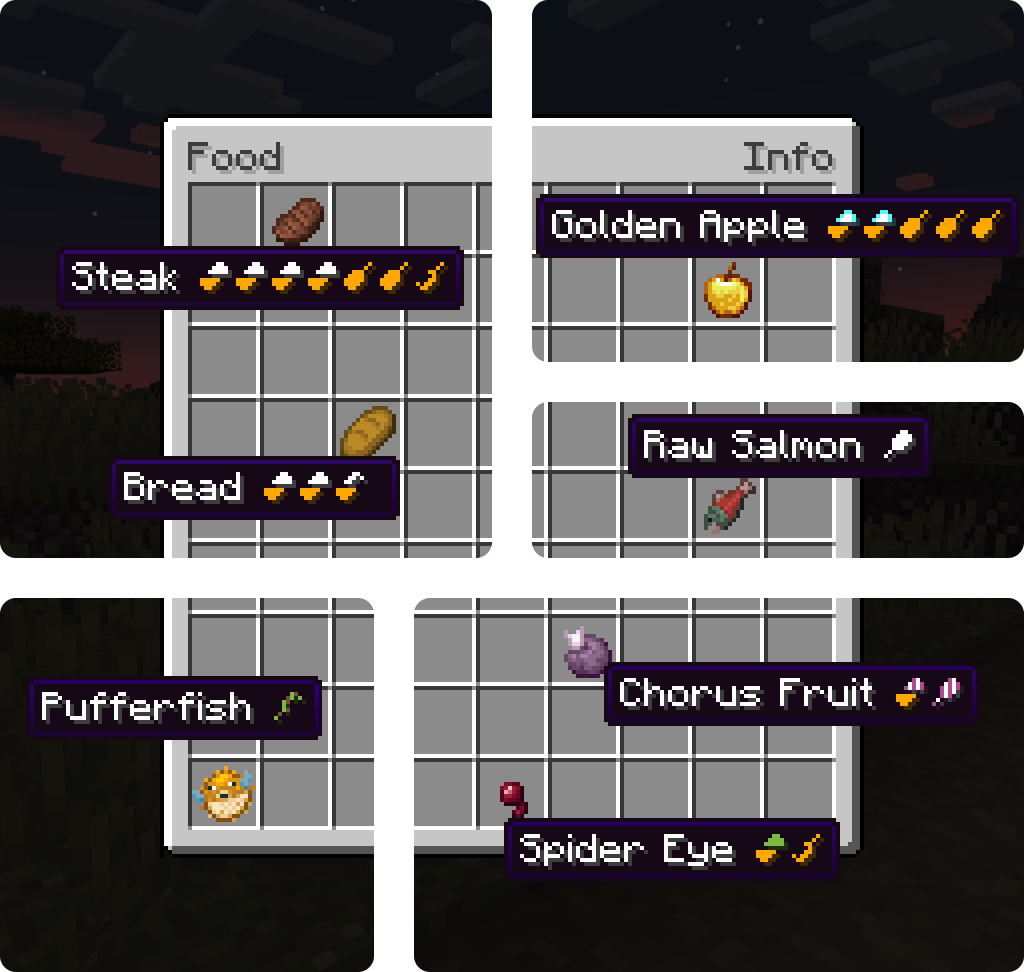 Food
Info
Golden Apple
Steak
Raw Salmon
Bread
Chorus Fruit
Pufferfish
Spider Eye